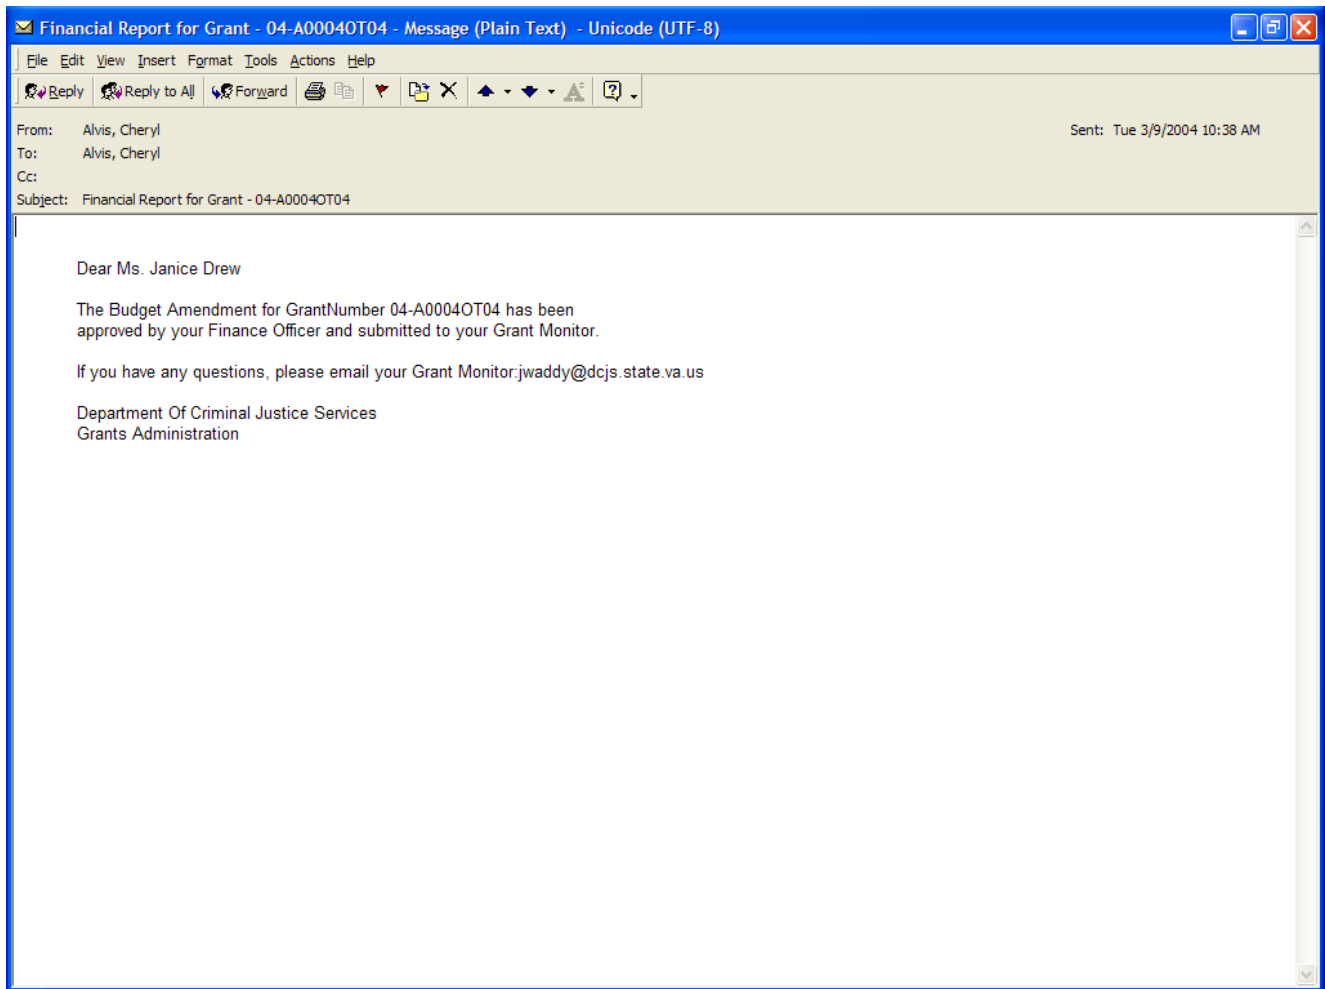 Financial Report for Grant - 04-A0004OT04 - Message (Plain Text) - Unicode (UTF-8)
File Edit View Insert Format Tools Actions Help
Reply Reply to All Forward
From: Alvis, Cheryl Sent: Tue 3/9/2004 10:38 AM
To: Alvis, Cheryl
Cc:
Subject: Financial Report for Grant - 04-A0004OT04
Dear Ms. Janice Drew
The Budget Amendment for GrantNumber 04-A0004OT04 has been
approved by your Finance Officer and submitted to your Grant Monitor.
If you have any questions, please email your Grant Monitor:jwaddy@dcjs.state.va.us
Department Of Criminal Justice Services
Grants Administration